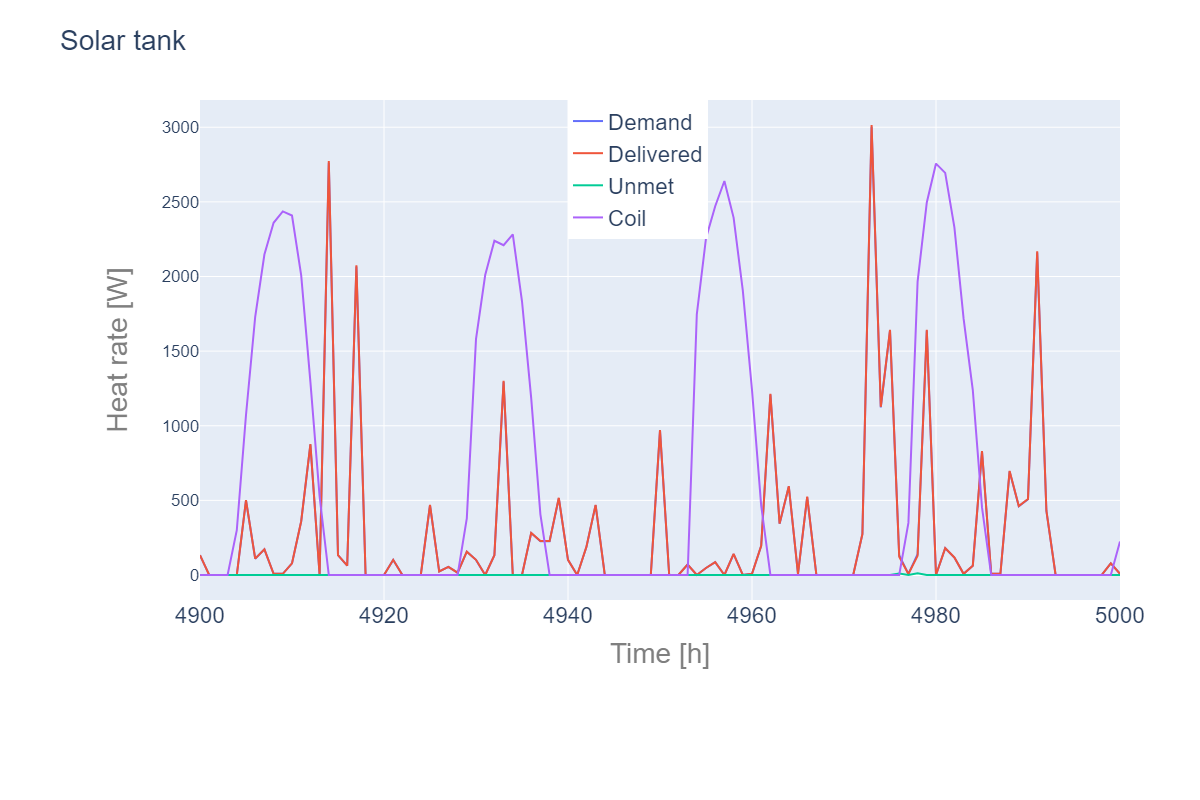 Solar tank
Demand
Delivered
Unmet
Coil
3000
2500
2000
1500
1000
500
0
Heat rate [W]
4900 4920 4940 4960 4980 5000
Time [h]